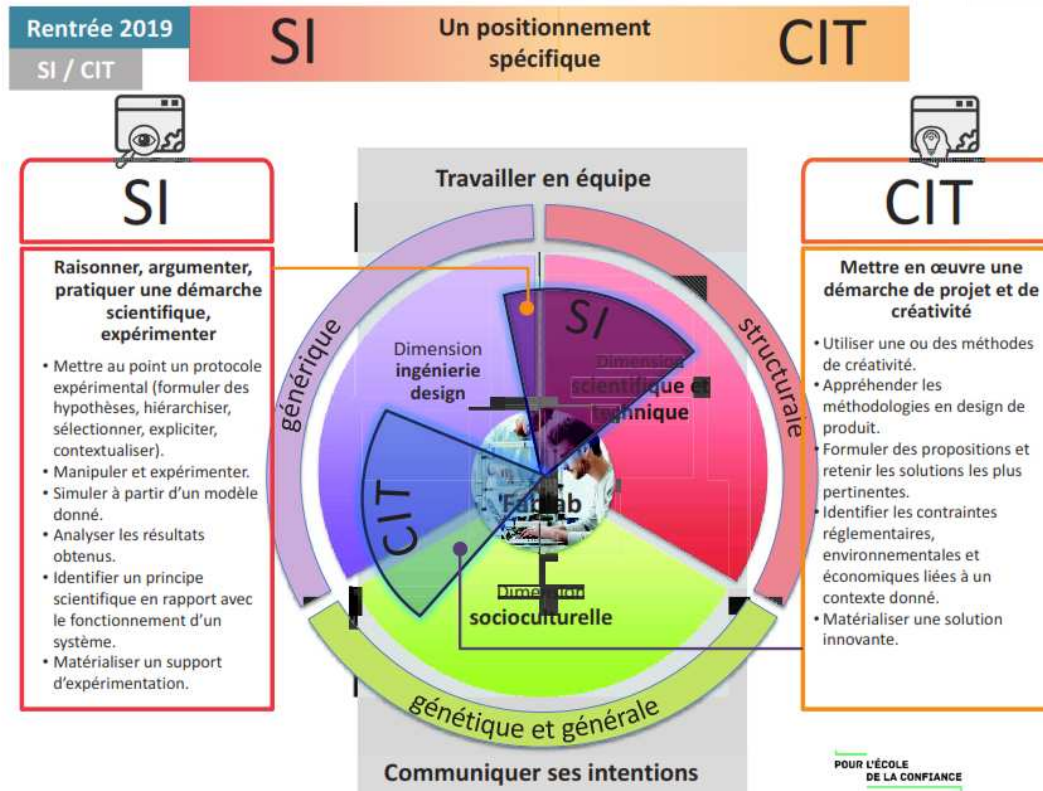 Rentrée 2019
SI / CIT
SI
Un positionnement
spécifique
CIT
SI
Raisonner, argumenter,
pratiquer une démarche
scientifique,
expérimenter
• Mettre au point un protocole
expérimental (formuler des
hypothèses, hiérarchiser,
sélectionner, expliciter,
contextualiser).
• Manipuler et expérimenter.
• Simuler à partir d'un modèle
donné.
• Analyser les résultats
obtenus.
• Identifier un principe
scientifique en rapport avec
le fonctionnement d'un
système.
• Matérialiser un support
d'expérimentation.
Travailler en équipe
générique
structurale
génétique et générale
SI
Dimension
ingénierie
design
Dimension
scientifique et
technique
CIT
Fablab
Dimension
socioculturelle
Communiquer ses intentions
CIT
Mettre en œuvre une
démarche de projet et de
créativité
• Utiliser une ou des méthodes
de créativité.
• Appréhender les
méthodologies en design de
produit.
• Formuler des propositions et
retenir les solutions les plus
pertinentes.
• Identifier les contraintes
réglementaires,
environnementales et
économiques liées à un
contexte donné.
• Matérialiser une solution
innovante.
POUR L'ÉCOLE
DE LA CONFIANCE